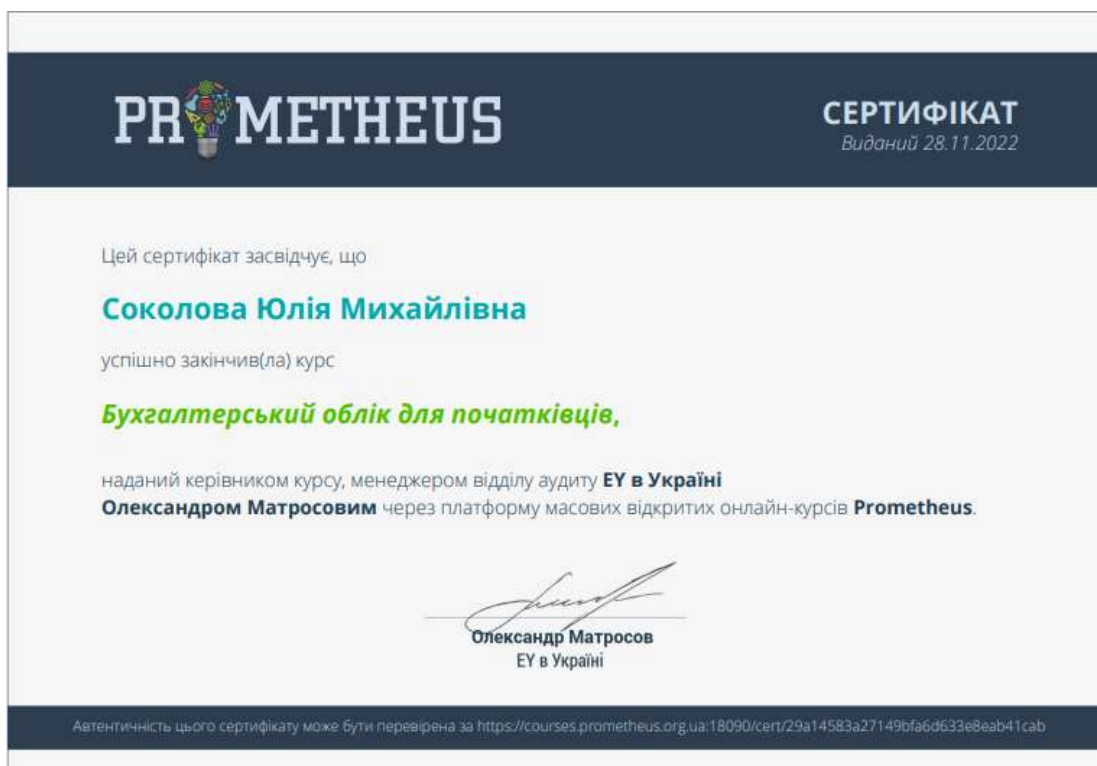 PROMETHEUS
СЕРТИФІКАТ
Виданий 28.11.2022
Цей сертифікат засвідчує, що
Соколова Юлія Михайлівна
успішно закінчив(ла) курс
Бухгалтерський облік для початківців,
наданий керівником курсу, менеджером відділу аудиту EY в Україні
Олександром Матросовим через платформу масових відкритих онлайн-курсів Prometheus.
Олександр Матросов
EY в Україні
Автентичність цього сертифікату може бути перевірена за https://courses.prometheus.org.ua:18090/cert/29a14583a27149bfa6d633e8eab41cab